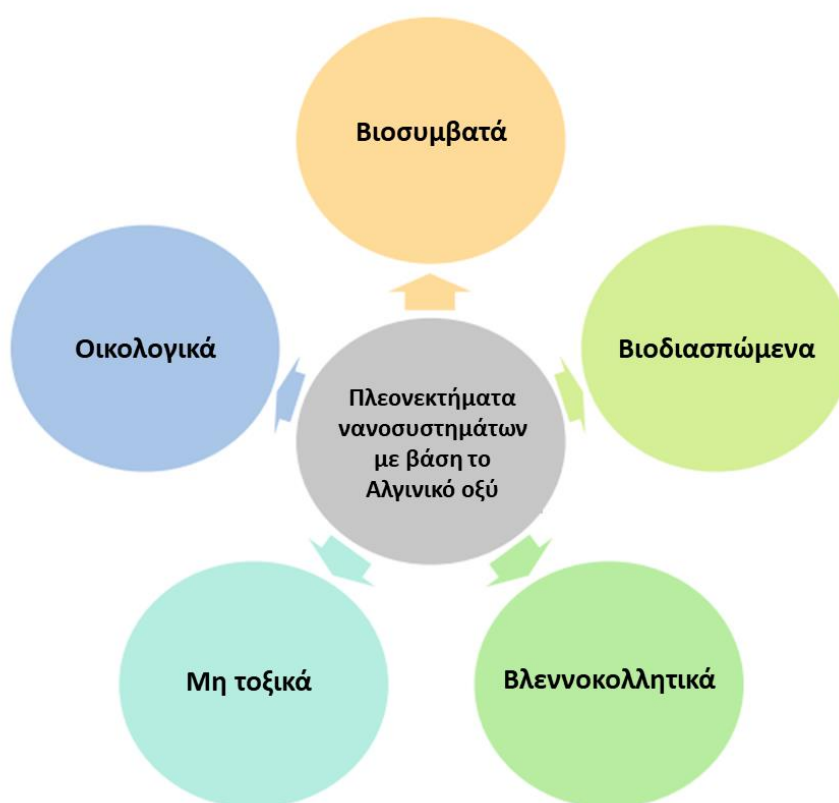 Βιοσυμβατά
Οικολογικά
Βιοδιασπώμενα
Πλεονεκτήματα
νανοσυστημάτων
με βάση το
Αλγινικό οξύ
Μη τοξικά
Βλεννοκολλητικά